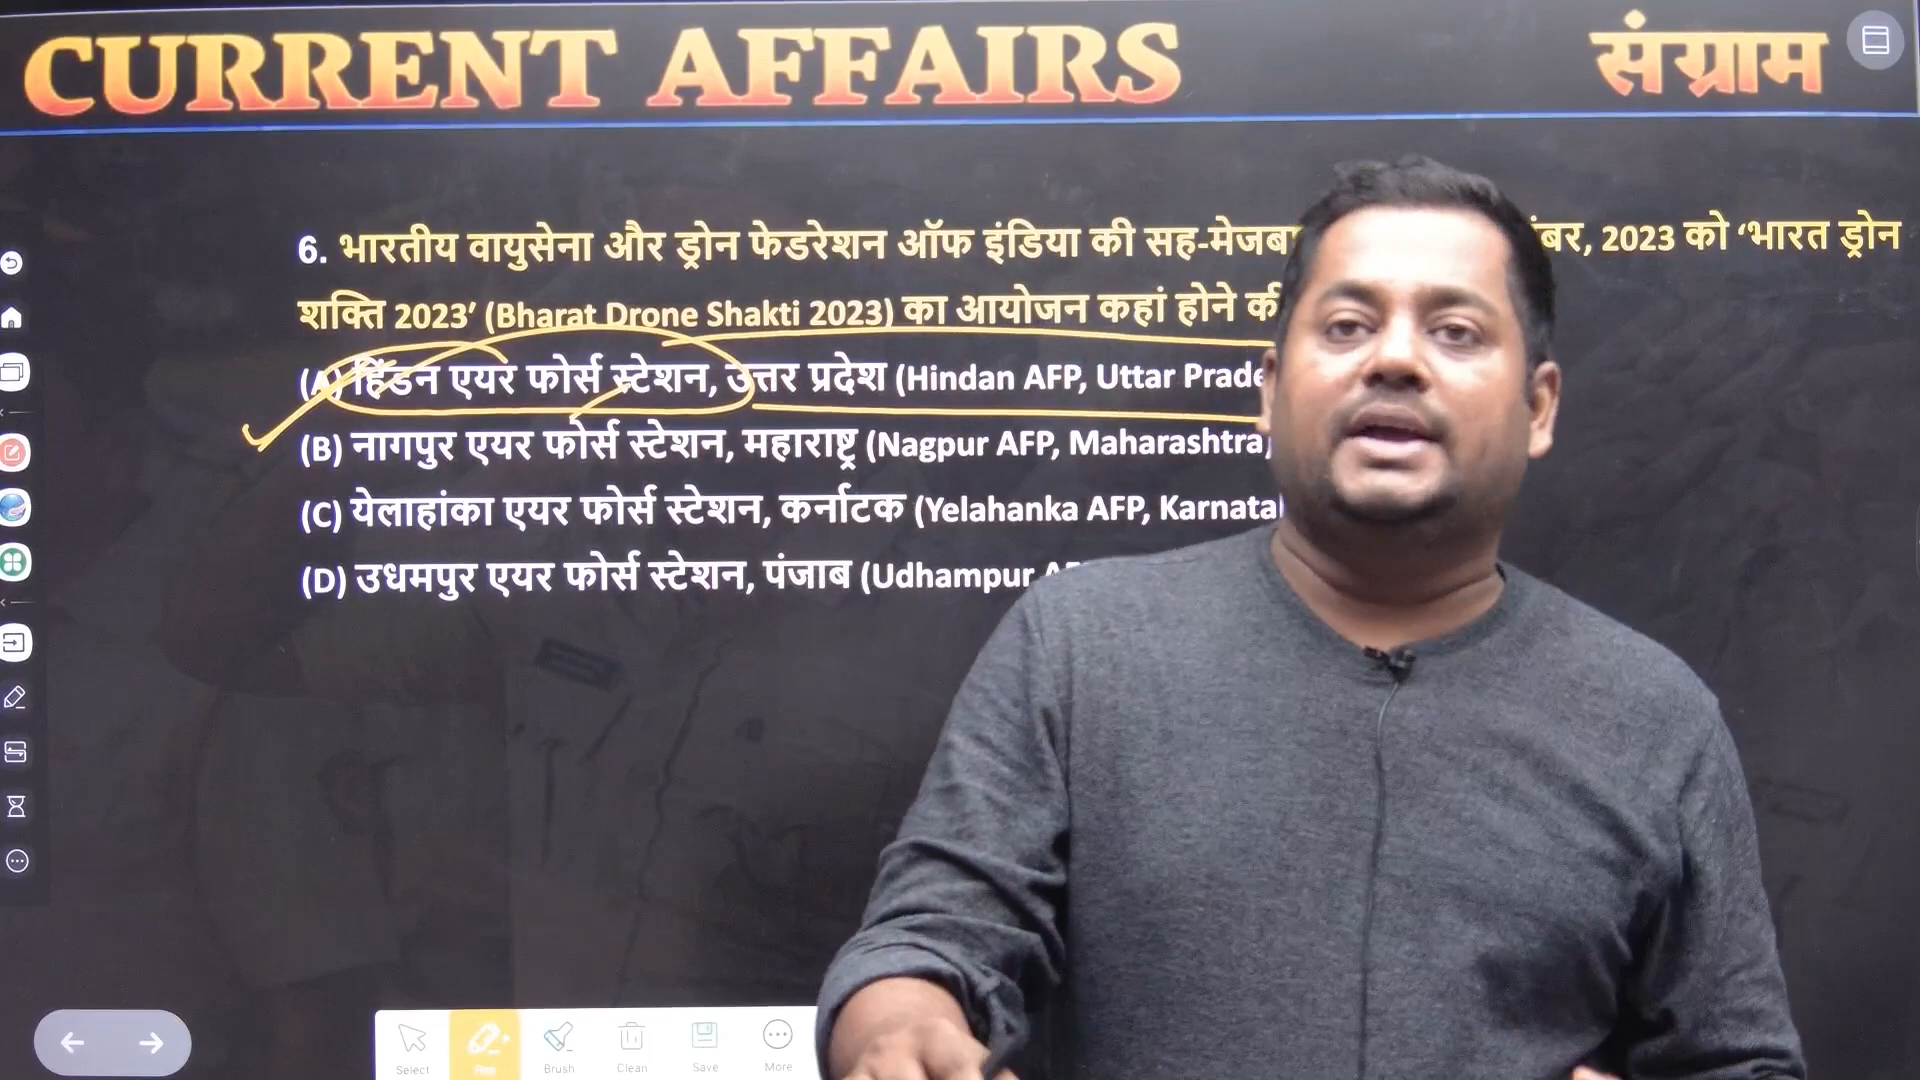 CURRENT AFFAIRS
संग्राम
6. भारतीय वायुसेना और ड्रोन फेडरेशन ऑफ इंडिया की सह-मेजबा 2023 को ‘भारत ड्रोन
शक्ति 2023’ (Bharat Drone Shakti 2023) का आयोजन कहां होने की
(A) हिंडन एयर फोर्स स्टेशन, उत्तर प्रदेश (Hindan AFP, Uttar Prade
(B) नागपुर एयर फोर्स स्टेशन, महाराष्ट्र (Nagpur AFP, Maharashtra)
(C) येलाहांका एयर फोर्स स्टेशन, कर्नाटक (Yelahanka AFP, Karnata
(D) उधमपुर एयर फोर्स स्टेशन, पंजाब (Udhampur
Select Pen Brush Clean Save More